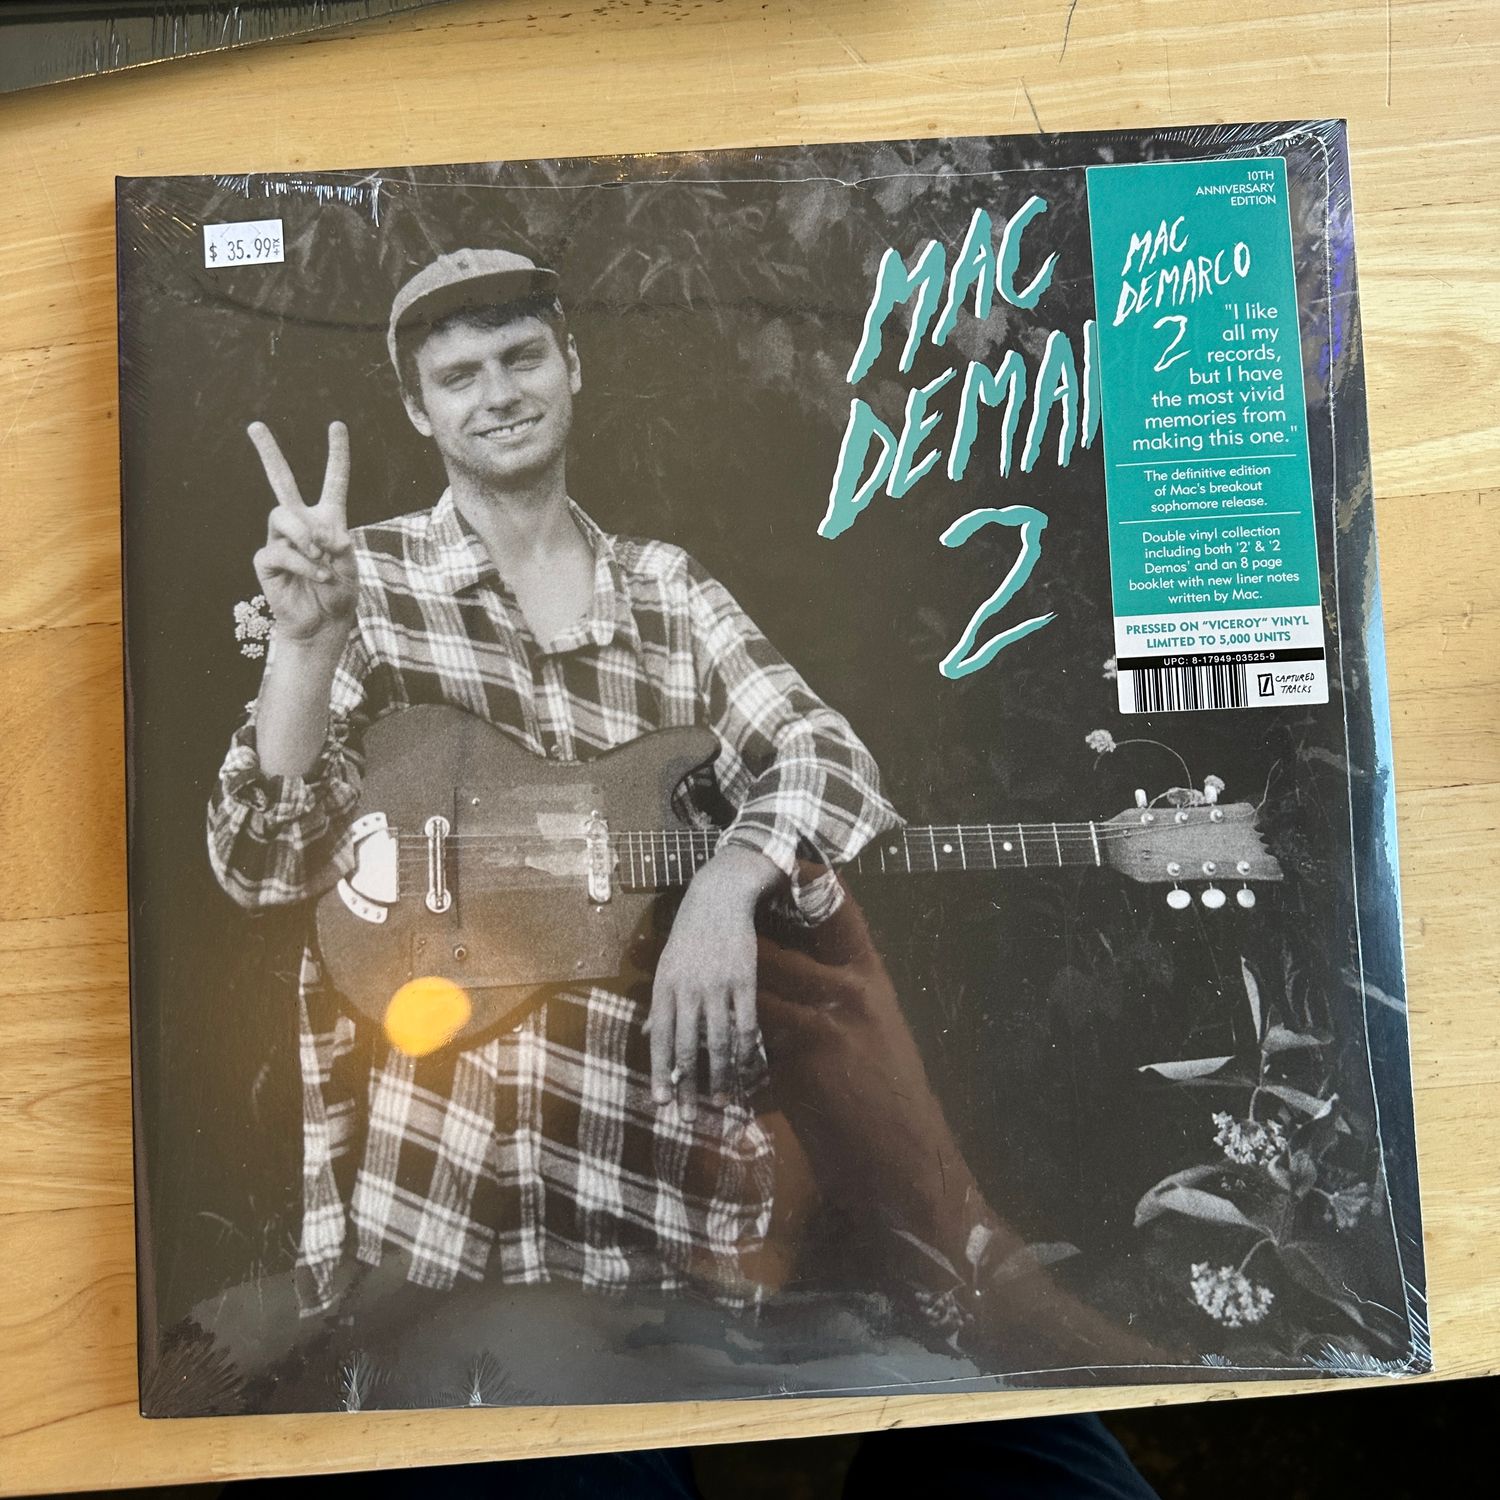 $ 35.99 +TX
MAC
DEMAR
2
10TH
ANNIVERSARY
EDITION
MAC
DEMARCO
2
"I like
all my
records,
but I have
the most vivid
memories from
making this one."
The definitive edition
of Mac's breakout
sophomore release.
Double vinyl collection
including both '2' & '2
Demos' and an 8 page
booklet with new liner notes
written by Mac.
PRESSED ON "VICEROY" VINYL
LIMITED TO 5,000 UNITS
UPC: 8-17949-03525-9
CAPTURED
TRACKS